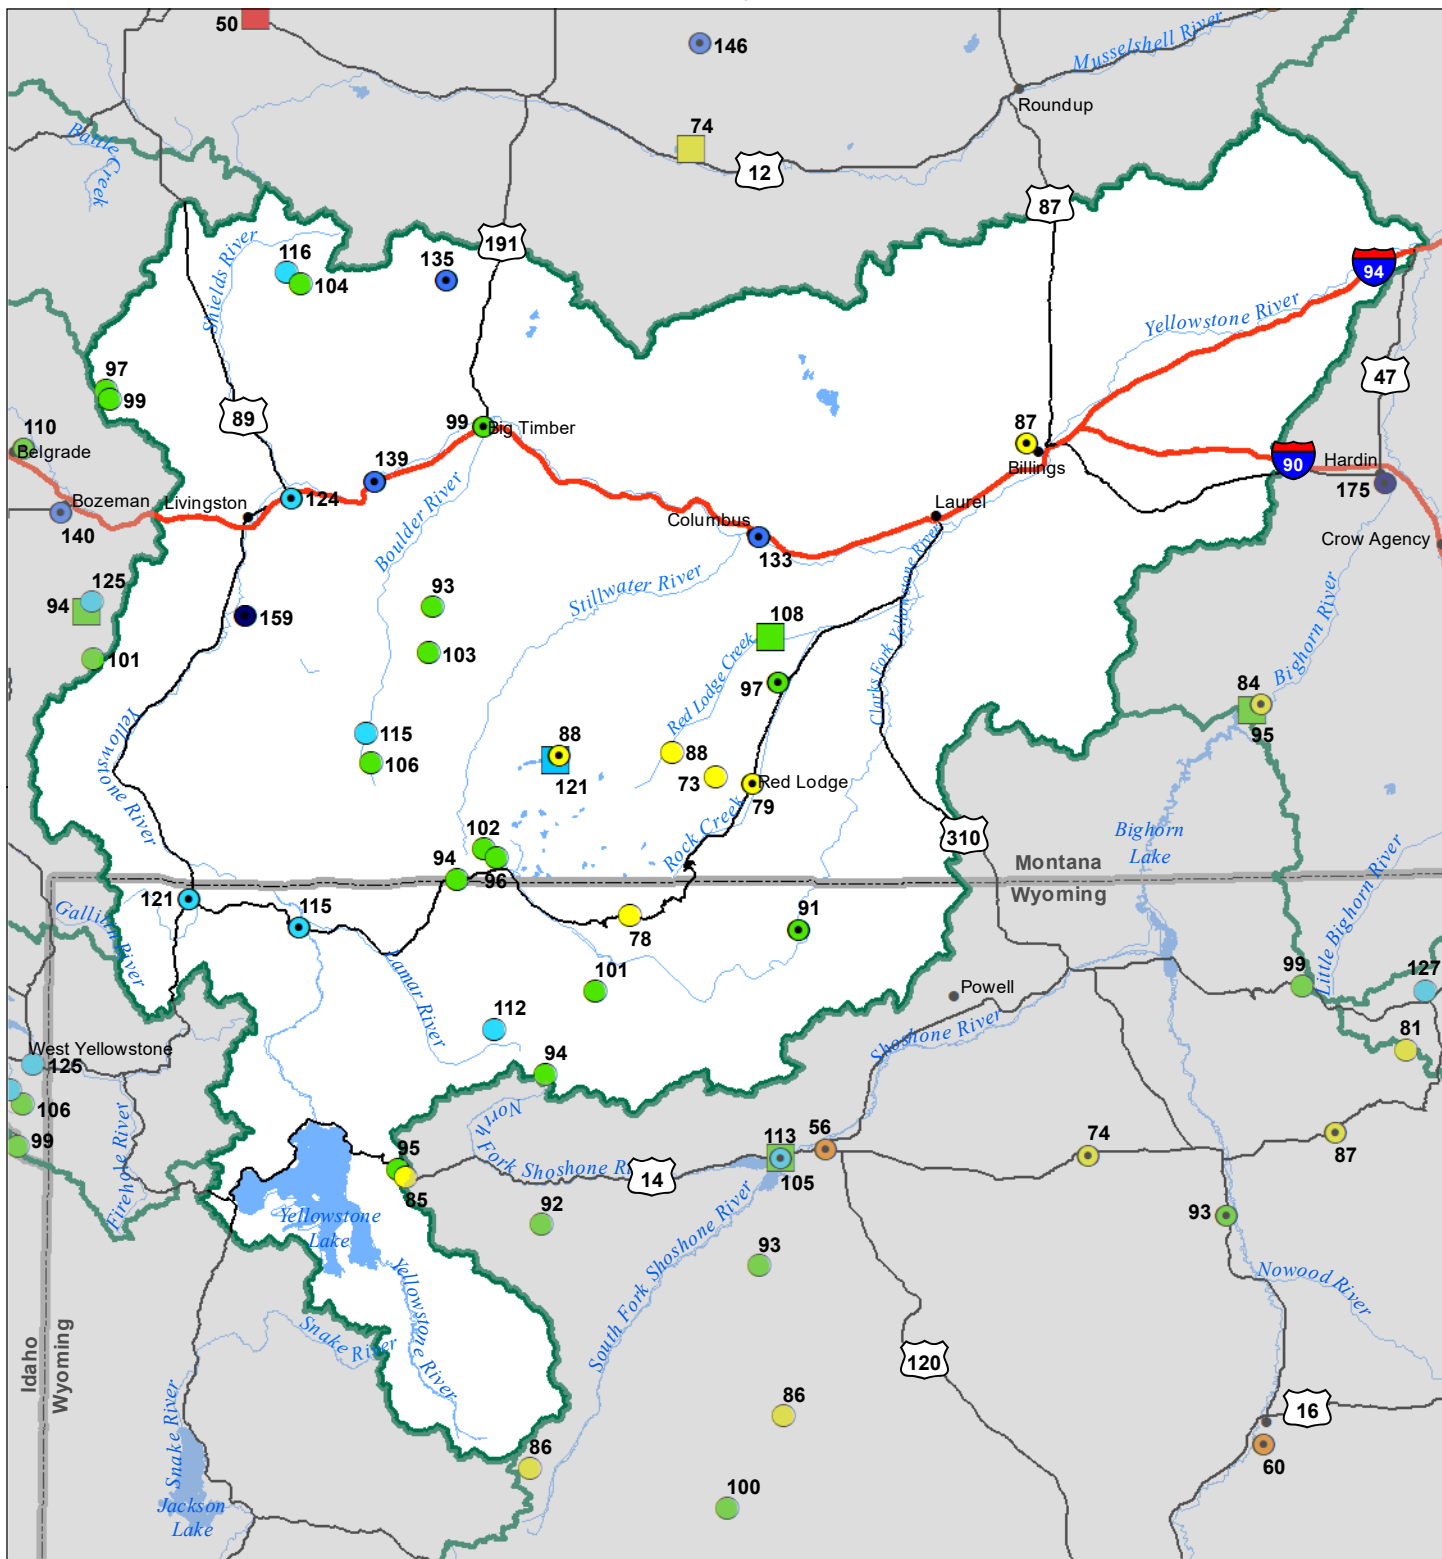 50
146
Musselshell River
Roundup
74
12
Battle Creek
87
191
116
135
104
Shields River
94
Yellowstone River
97
99
89
47
110
Belgrade
99
Big Timber
87
Billings
90
Hardin
175
139
124
Bozeman
Livingston
140
Laurel
Columbus
133
Crow Agency
Boulder River
Stillwater River
Clarks Fork Yellowstone River
125
94
93
159
101
103
108
Red Lodge Creek
97
Bighorn River
84
95
Yellowstone River
115
106
88
121
88
73
Red Lodge
79
Rock Creek
310
Bighorn
Lake
102
94
96
Montana
Wyoming
Little Bighorn River
121
Gallatin River
115
78
91
Lamar River
101
Powell
99
127
112
Shoshone River
81
West Yellowstone
125
94
106
99
Firehole River
North
Fork Shoshone R
56
113
105
74
87
95
85
14
92
93
Yellowstone
Lake
93
South Fork Shoshone River
Nowood River
Yellowstone River
Snake River
Idaho
Wyoming
120
86
16
Snake River
86
60
100
Jackson
Lake